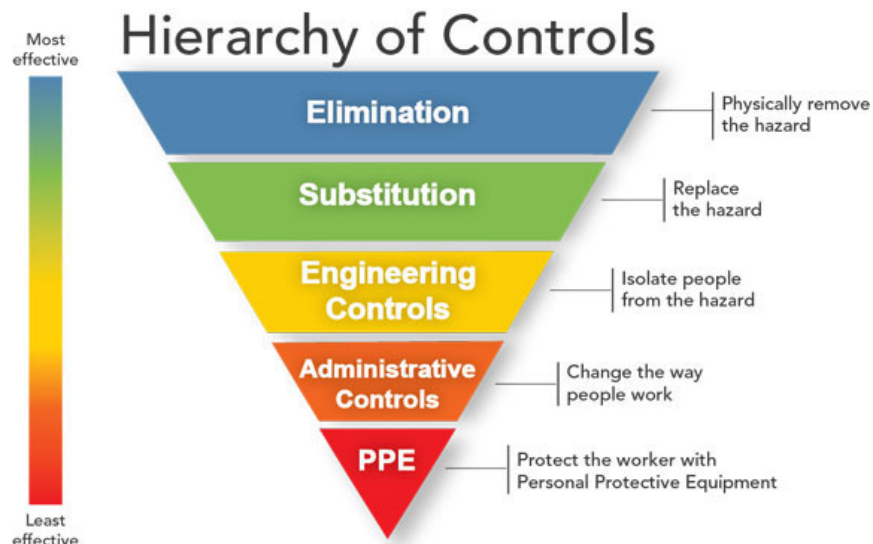 Hierarchy of Controls
Most
effective
Elimination
Physically remove
the hazard
Substitution
Replace
the hazard
Engineering
Controls
Isolate people
from the hazard
Administrative
Controls
Change the way
people work
PPE
Protect the worker with
Personal Protective Equipment
Least
effective